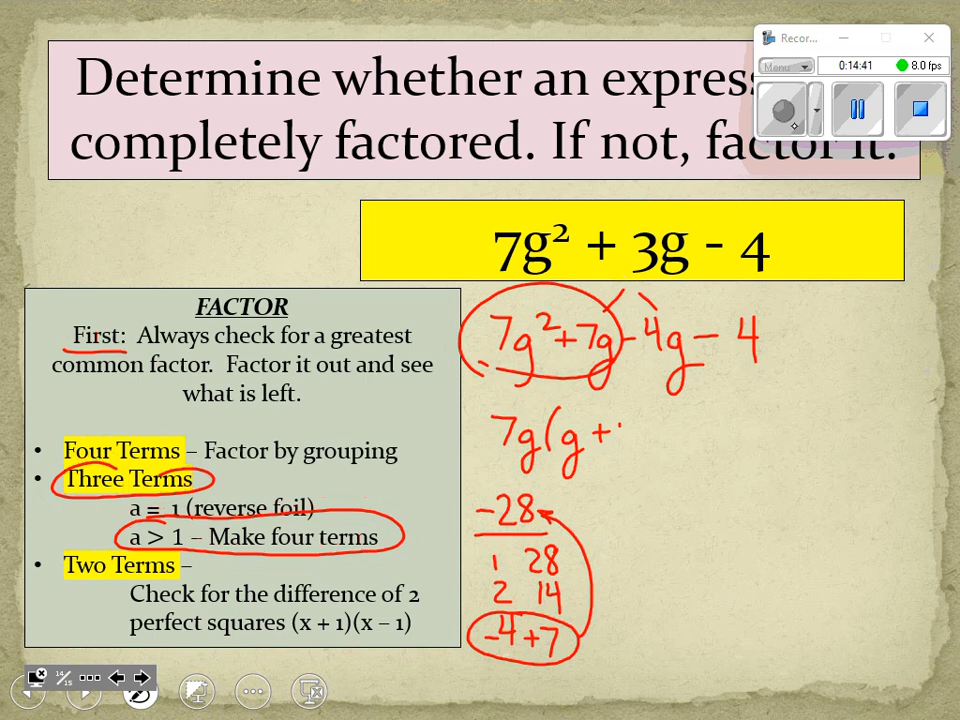 Determine whether an express
completely factored. If not, factor it.
Recor...
Menu
0:14:41
8.0 fps
7g² + 3g - 4
FACTOR
First: Always check for a greatest
common factor. Factor it out and see
what is left.
• Four Terms – Factor by grouping
• Three Terms
a = 1 (reverse foil)
a > 1 – Make four terms
• Two Terms –
Check for the difference of 2
perfect squares (x + 1)(x – 1)
7g²+7g-4g-4
7g(g+
-28
1 28
2 14
-4 +7
14/15